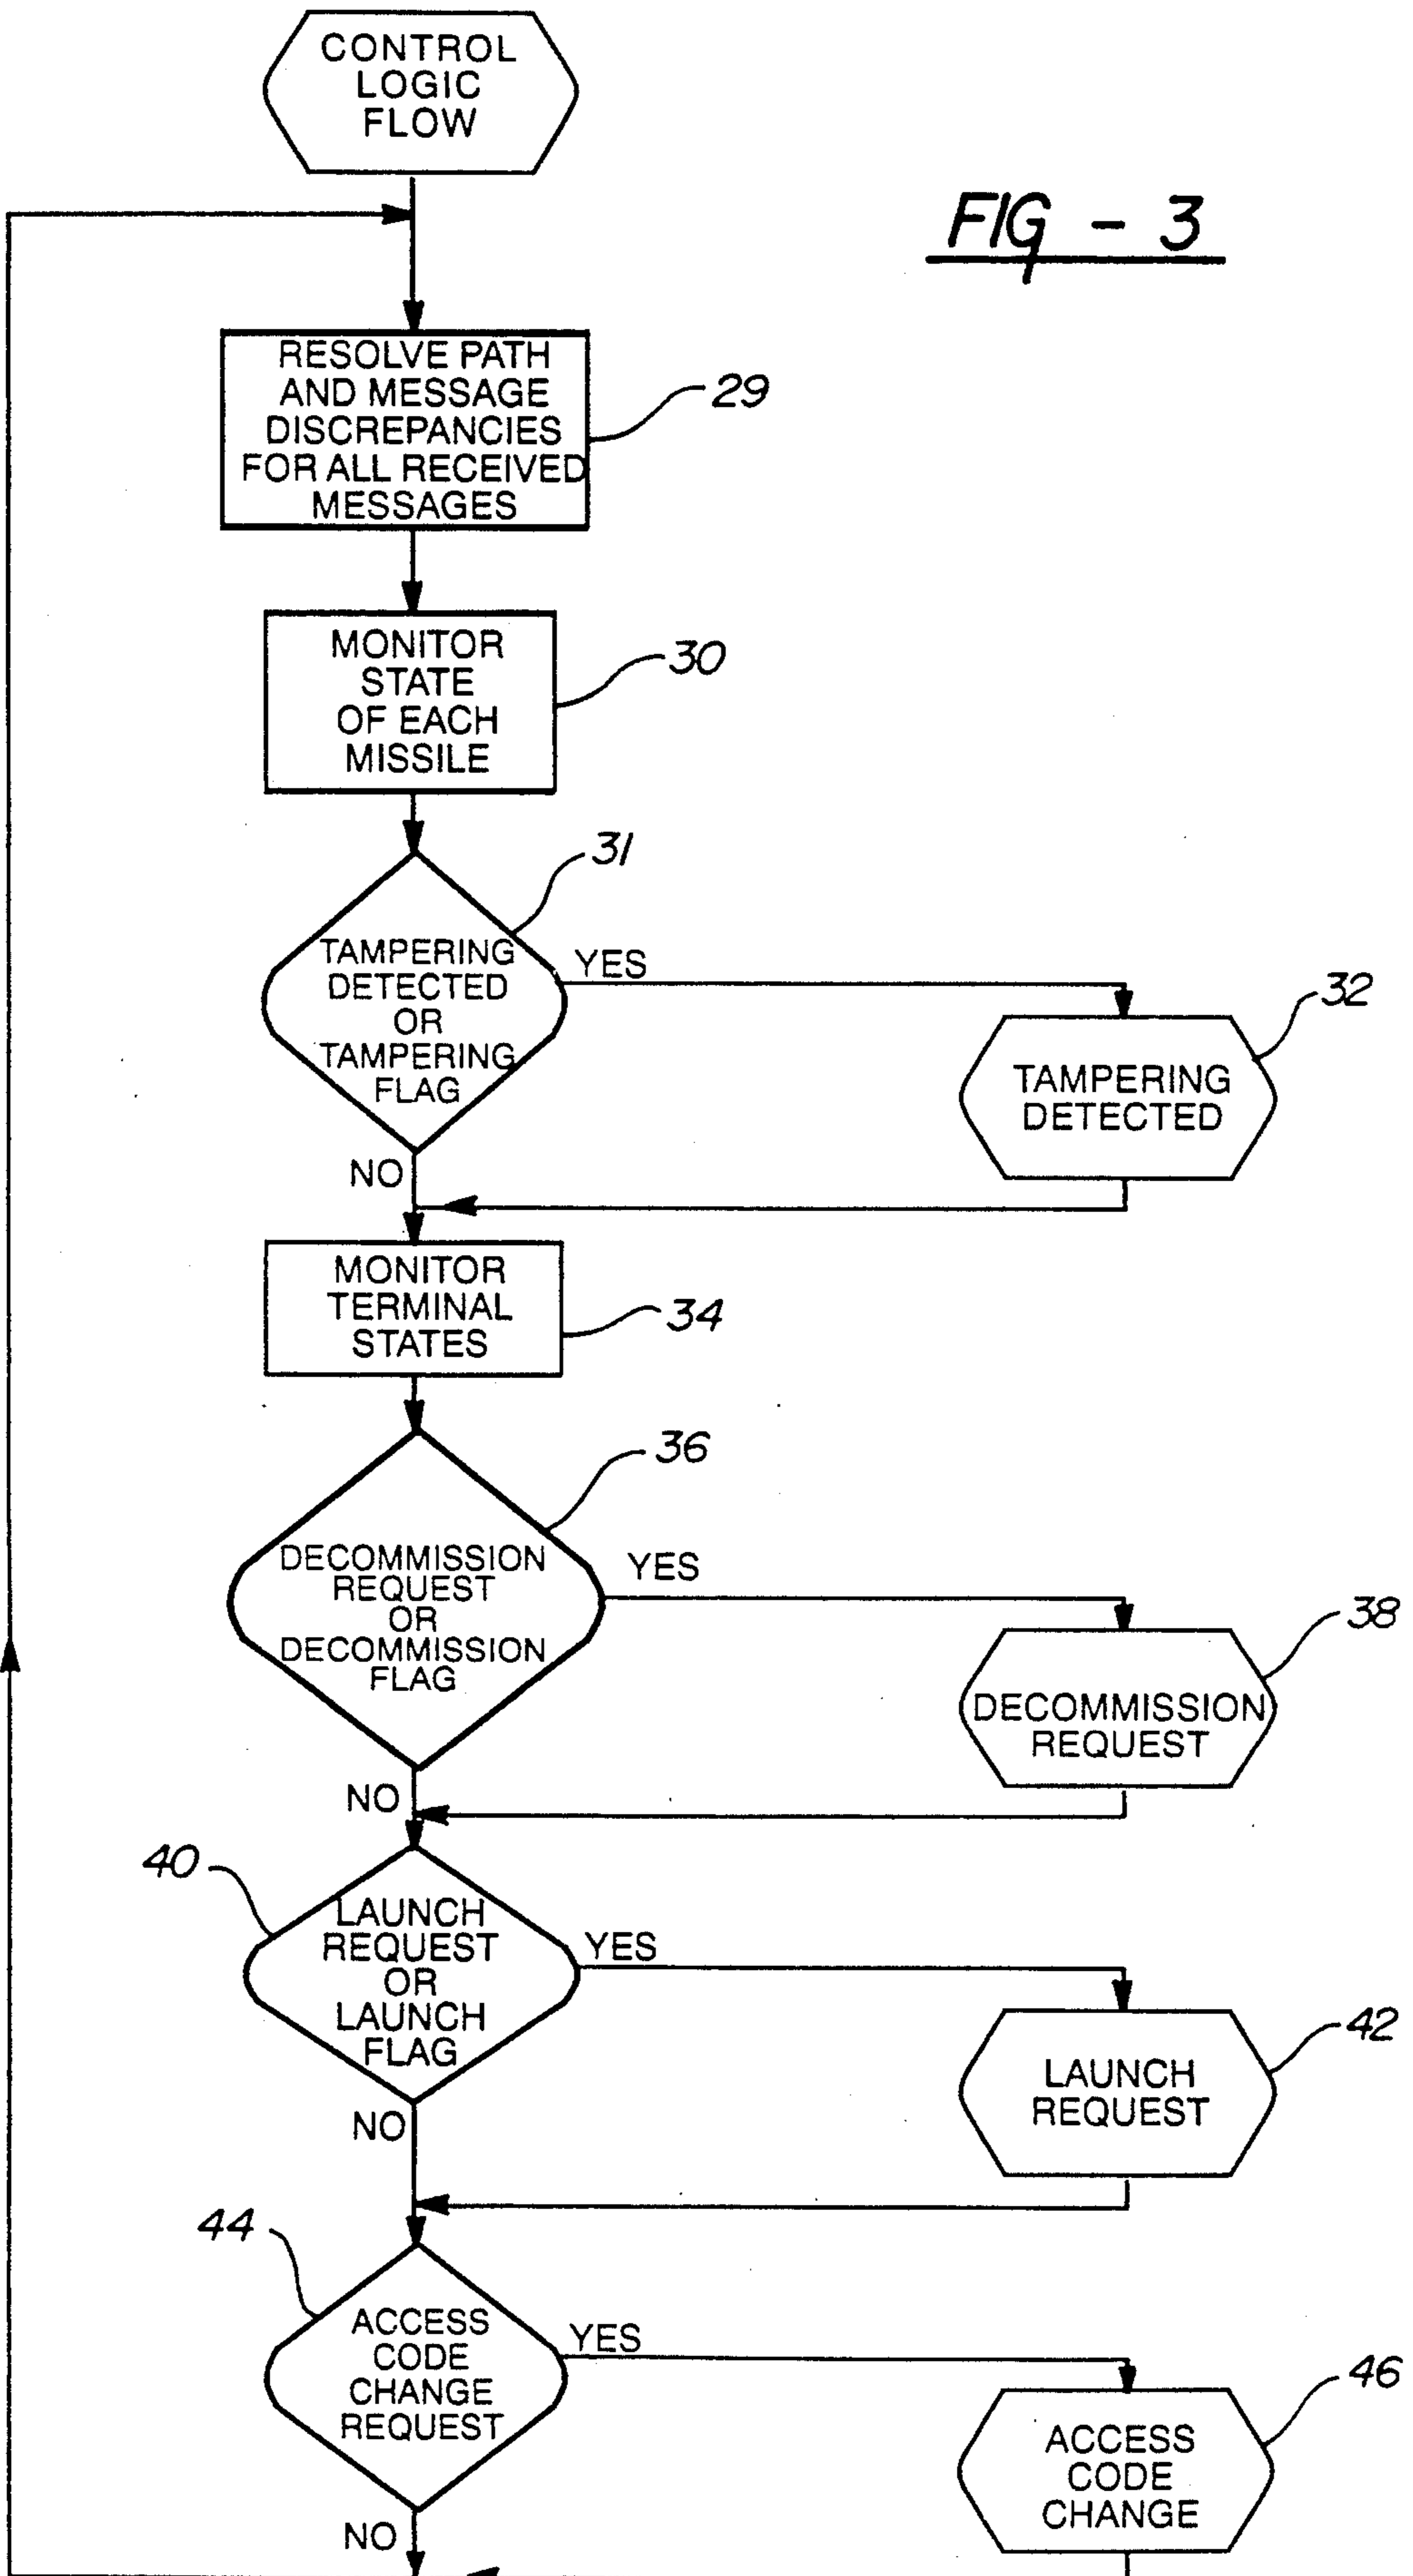 CONTROL
LOGIC
FLOW
FIG - 3
RESOLVE PATH
AND MESSAGE
DISCREPANCIES
FOR ALL RECEIVED
MESSAGES
29
MONITOR
STATE
OF EACH
MISSILE
30
31
TAMPERING
DETECTED
OR
TAMPERING
FLAG
YES
32
TAMPERING
DETECTED
NO
MONITOR
TERMINAL
STATES
34
36
DECOMMISSION
REQUEST
OR
DECOMMISSION
FLAG
YES
38
DECOMMISSION
REQUEST
NO
40
LAUNCH
REQUEST
OR
LAUNCH
FLAG
YES
42
LAUNCH
REQUEST
NO
44
ACCESS
CODE
CHANGE
REQUEST
YES
46
ACCESS
CODE
CHANGE
NO